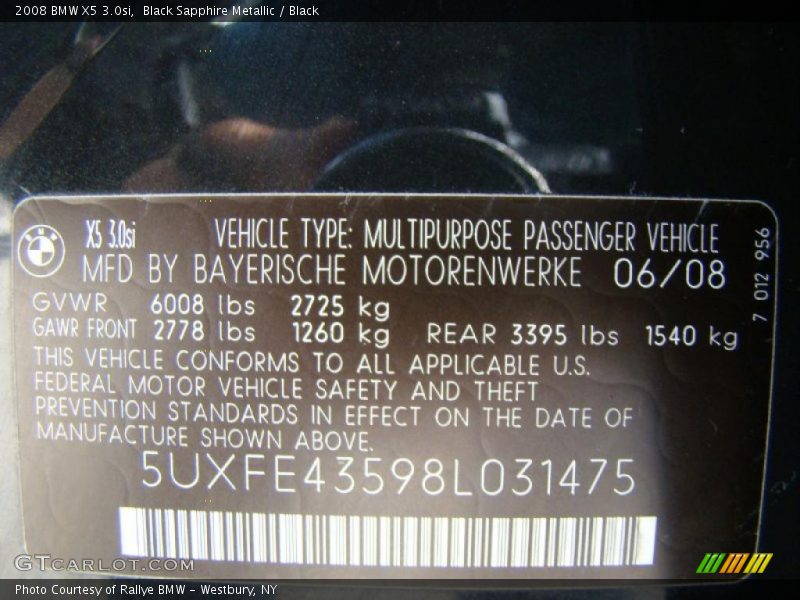 2008 BMW X5 3.0si, Black Sapphire Metallic / Black
X5 3.0si VEHICLE TYPE: MULTIPURPOSE PASSENGER VEHICLE
MFD BY BAYERISCHE MOTORENWERKE 06/08
GVWR 6008 lbs 2725 kg
GAWR FRONT 2778 lbs 1260 kg REAR 3395 lbs 1540 kg
THIS VEHICLE CONFORMS TO ALL APPLICABLE U.S.
FEDERAL MOTOR VEHICLE SAFETY AND THEFT
PREVENTION STANDARDS IN EFFECT ON THE DATE OF
MANUFACTURE SHOWN ABOVE.
5UXFE43598L031475
7 012 956
GTCARLOT.COM
Photo Courtesy of Rallye BMW - Westbury, NY